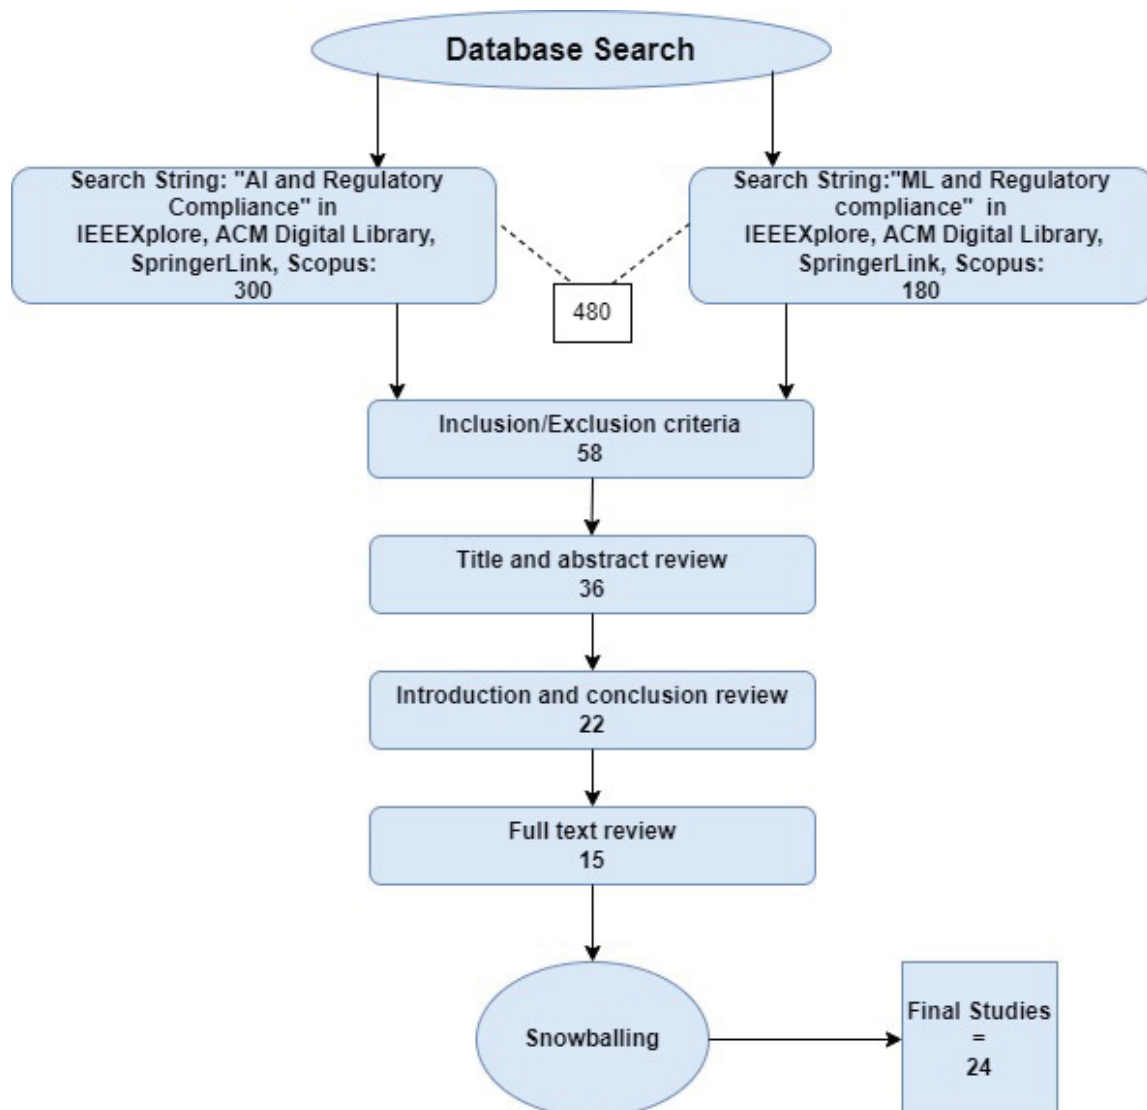 Database Search
Search String: "AI and Regulatory
Compliance" in
IEEEXplore, ACM Digital Library,
SpringerLink, Scopus:
300
Search String:"ML and Regulatory
compliance" in
IEEEXplore, ACM Digital Library,
SpringerLink, Scopus:
180
480
Inclusion/Exclusion criteria
58
Title and abstract review
36
Introduction and conclusion review
22
Full text review
15
Snowballing
Final Studies
=
24